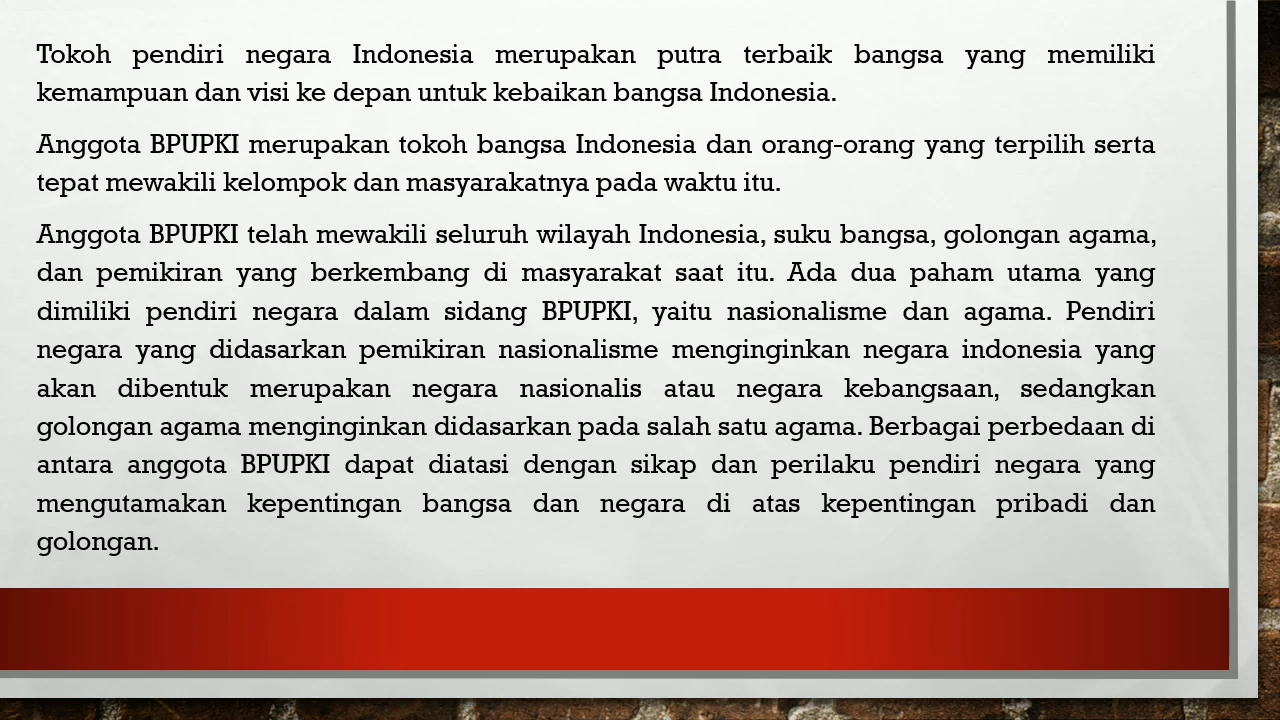 Tokoh pendiri negara Indonesia merupakan putra terbaik bangsa yang memiliki
kemampuan dan visi ke depan untuk kebaikan bangsa Indonesia.
Anggota BPUPKI merupakan tokoh bangsa Indonesia dan orang-orang yang terpilih serta
tepat mewakili kelompok dan masyarakatnya pada waktu itu.
Anggota BPUPKI telah mewakili seluruh wilayah Indonesia, suku bangsa, golongan agama,
dan pemikiran yang berkembang di masyarakat saat itu. Ada dua paham utama yang
dimiliki pendiri negara dalam sidang BPUPKI, yaitu nasionalisme dan agama. Pendiri
negara yang didasarkan pemikiran nasionalisme menginginkan negara indonesia yang
akan dibentuk merupakan negara nasionalis atau negara kebangsaan, sedangkan
golongan agama menginginkan didasarkan pada salah satu agama. Berbagai perbedaan di
antara anggota BPUPKI dapat diatasi dengan sikap dan perilaku pendiri negara yang
mengutamakan kepentingan bangsa dan negara di atas kepentingan pribadi dan
golongan.